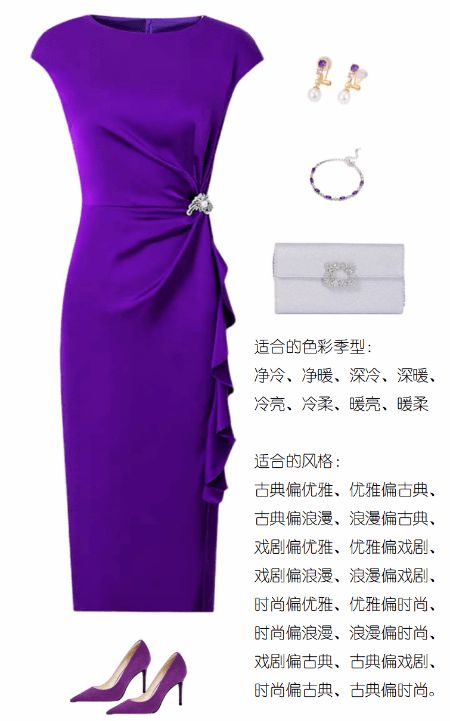 适合的色彩季型：
净冷、净暖、深冷、深暖、
冷亮、冷柔、暖亮、暖柔
适合的风格：
古典偏优雅、优雅偏古典、
古典偏浪漫、浪漫偏古典、
戏剧偏优雅、优雅偏戏剧、
戏剧偏浪漫、浪漫偏戏剧、
时尚偏优雅、优雅偏时尚、
时尚偏浪漫、浪漫偏时尚、
戏剧偏古典、古典偏戏剧、
时尚偏古典、古典偏时尚。